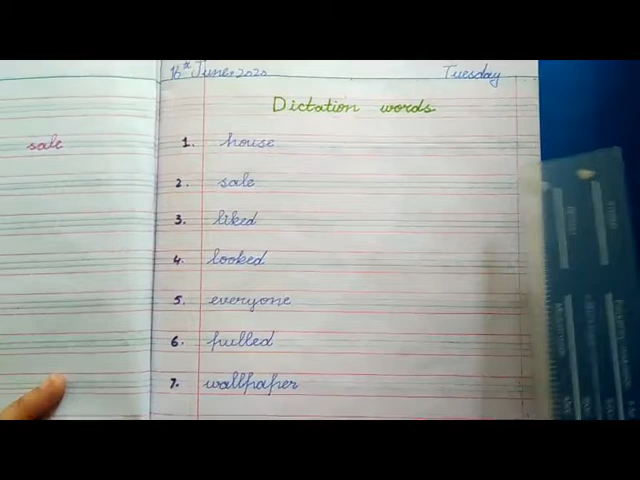 sale
16th June, 2020 Tuesday
Dictation words
1. house
2. sale
3. liked
4. looked
5. everyone
6. pulled
7. wallpaper